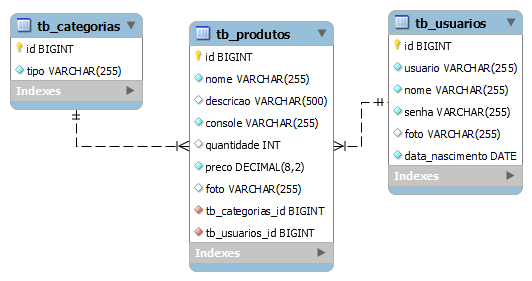 tb_categorias
id BIGINT
tipo VARCHAR(255)
Indexes
tb_produtos
id BIGINT
nome VARCHAR(255)
descricao VARCHAR(500)
console VARCHAR(255)
quantidade INT
preco DECIMAL(8,2)
foto VARCHAR(255)
tb_categorias_id BIGINT
tb_usuarios_id BIGINT
Indexes
tb_usuarios
id BIGINT
usuario VARCHAR(255)
nome VARCHAR(255)
senha VARCHAR(255)
foto VARCHAR(255)
data_nascimento DATE
Indexes